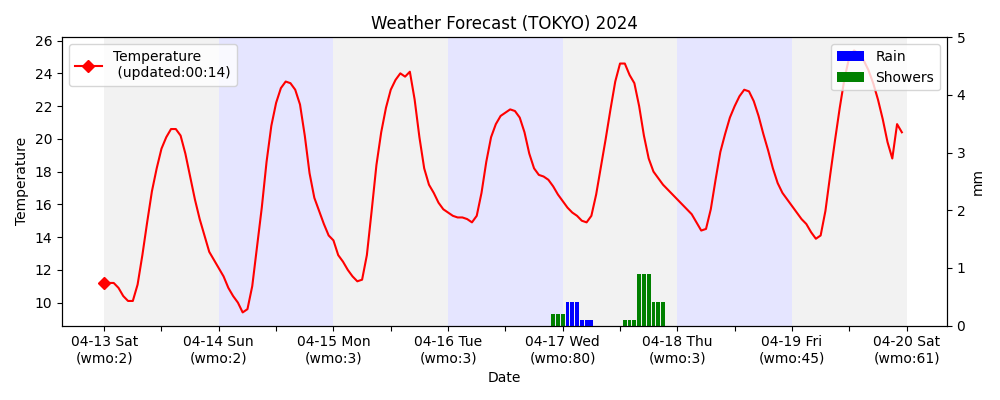 Weather Forecast (TOKYO) 2024
Temperature
(updated:00:14)
Rain
Showers
26
24
22
20
18
16
14
12
10
Temperature
5
4
3
2
1
0
mm
04-13 Sat
(wmo:2)
04-14 Sun
(wmo:2)
04-15 Mon
(wmo:3)
04-16 Tue
(wmo:3)
04-17 Wed
(wmo:80)
04-18 Thu
(wmo:3)
04-19 Fri
(wmo:45)
04-20 Sat
(wmo:61)
Date